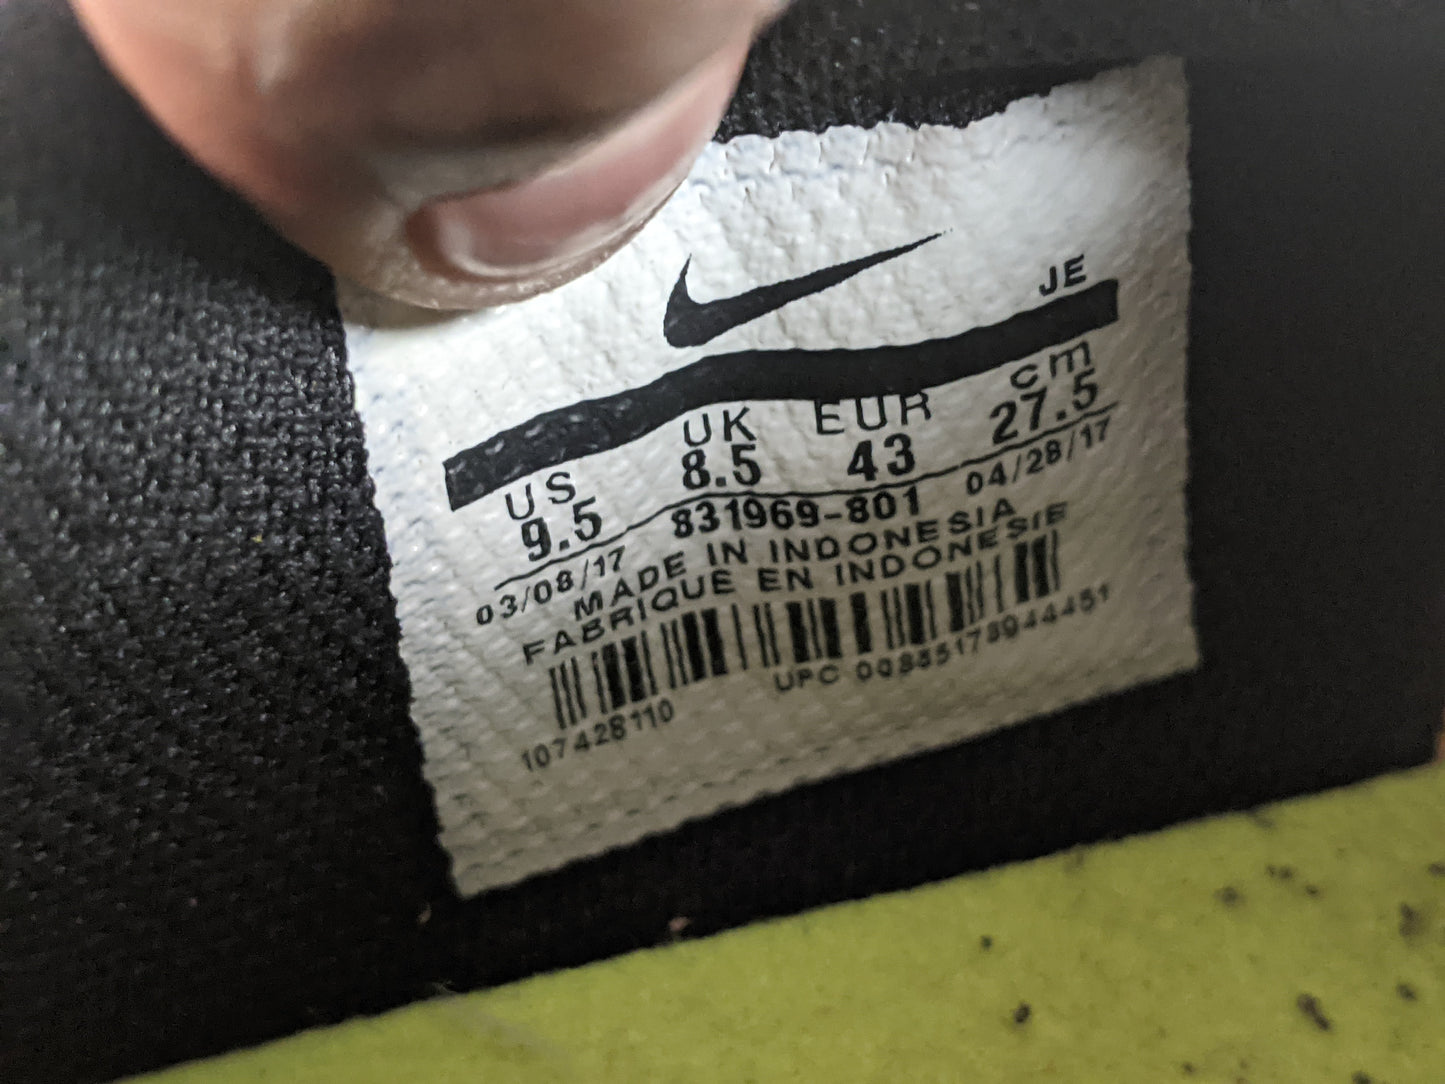 JE
US UK EUR cm
9.5 8.5 43 27.5
03/08/17 831969-801 04/28/17
MADE IN INDONESIA
FABRIQUE EN INDONESIE
UPC 00885178944451
107428110